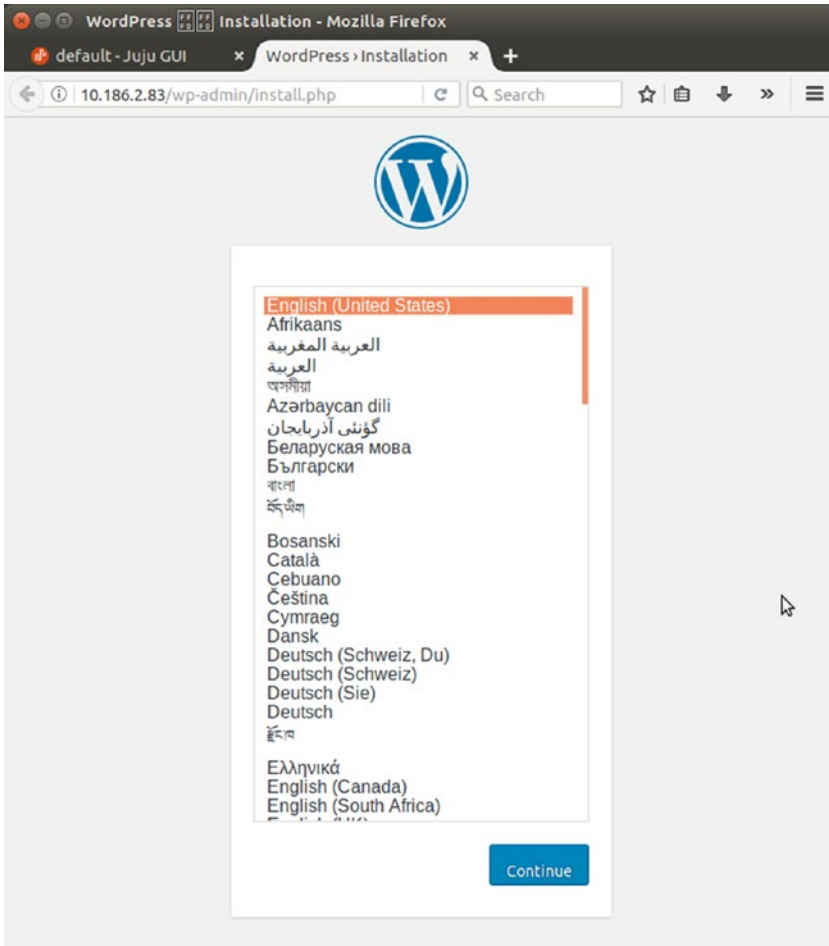 WordPress Installation - Mozilla Firefox
default - Juju GUI
WordPress › Installation
10.186.2.83/wp-admin/install.php
Search
English (United States)
Afrikaans
العربية المغربية
العربية
অসমীয়া
Azərbaycan dili
گؤنئی آذربایجان
Беларуская мова
Български
বাংলা
བོད་ཡིག
Bosanski
Català
Cebuano
Čeština
Cymraeg
Dansk
Deutsch (Schweiz, Du)
Deutsch (Schweiz)
Deutsch (Sie)
Deutsch
རྫོང་ཁ
Ελληνικά
English (Canada)
English (South Africa)
Continue